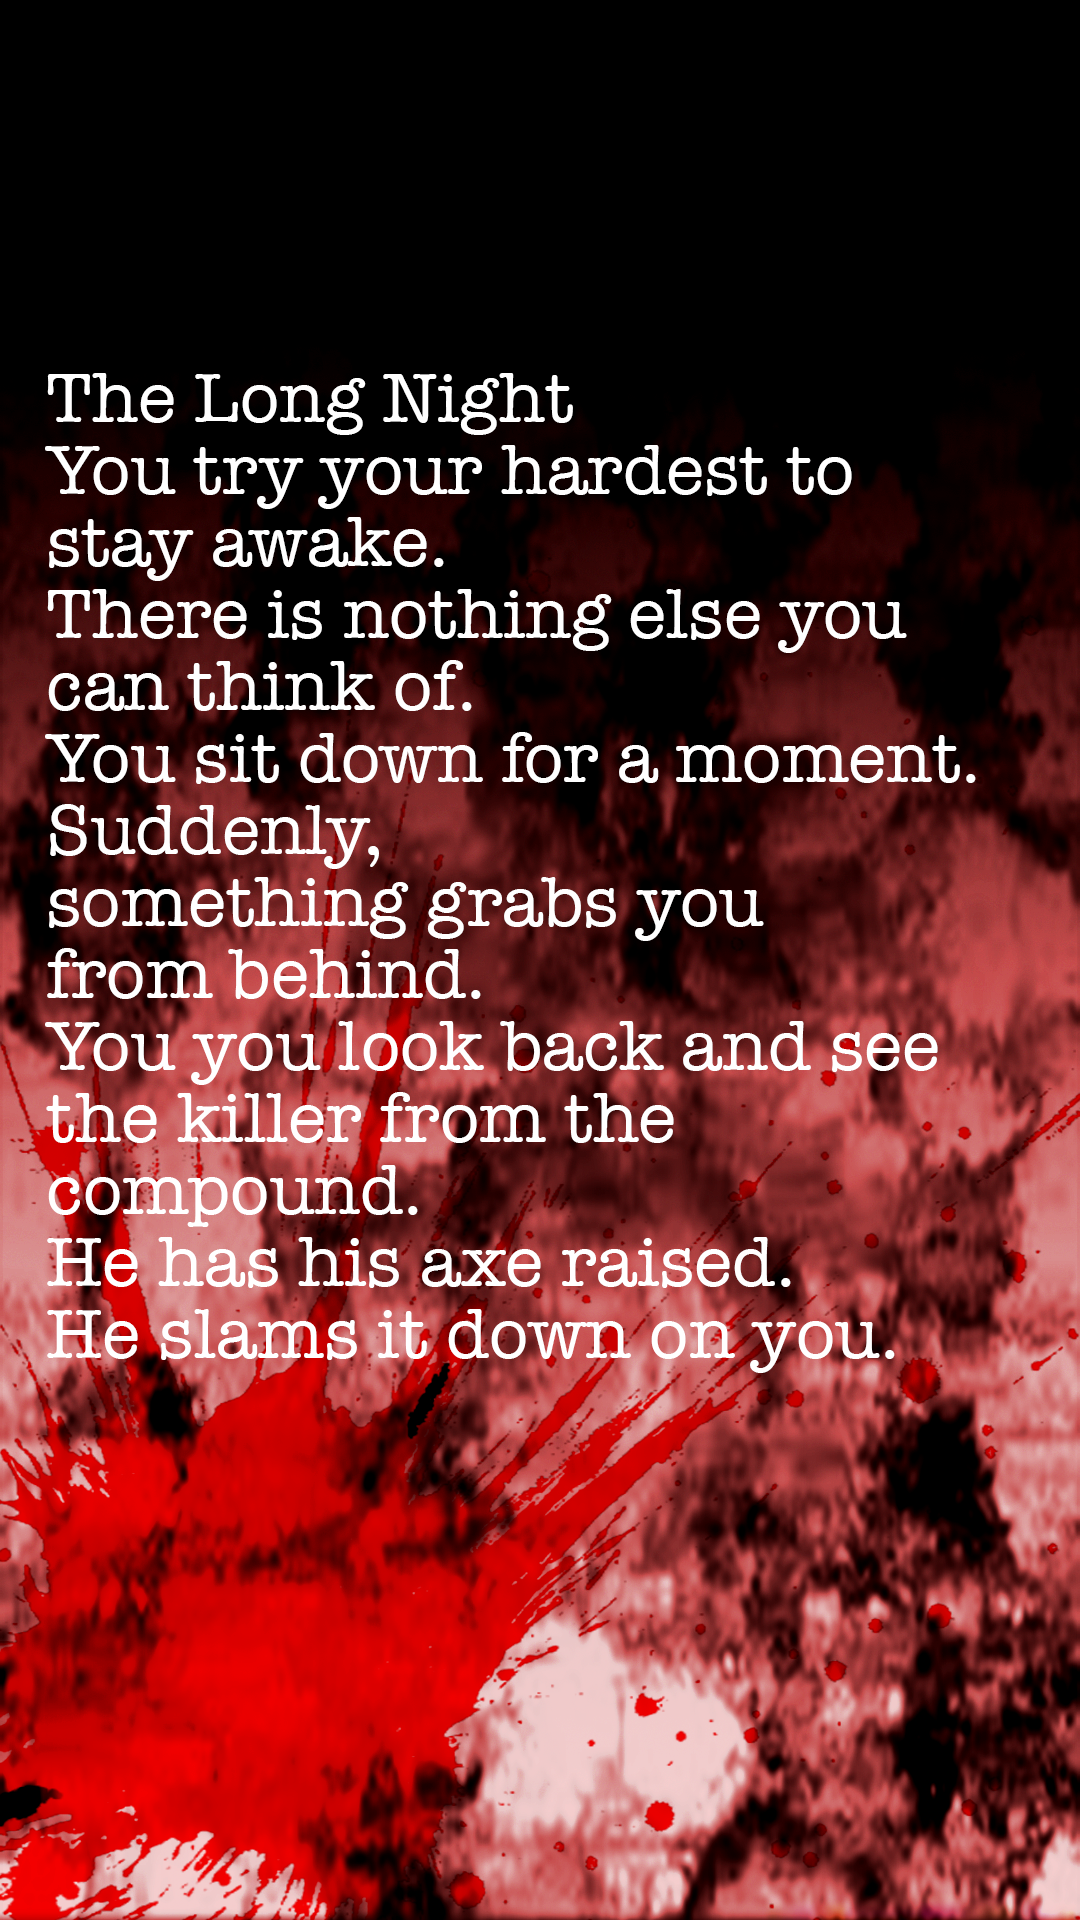 The Long Night
You try your hardest to
stay awake.
There is nothing else you
can think of.
You sit down for a moment.
Suddenly,
something grabs you
from behind.
You you look back and see
the killer from the
compound.
He has his axe raised.
He slams it down on you.